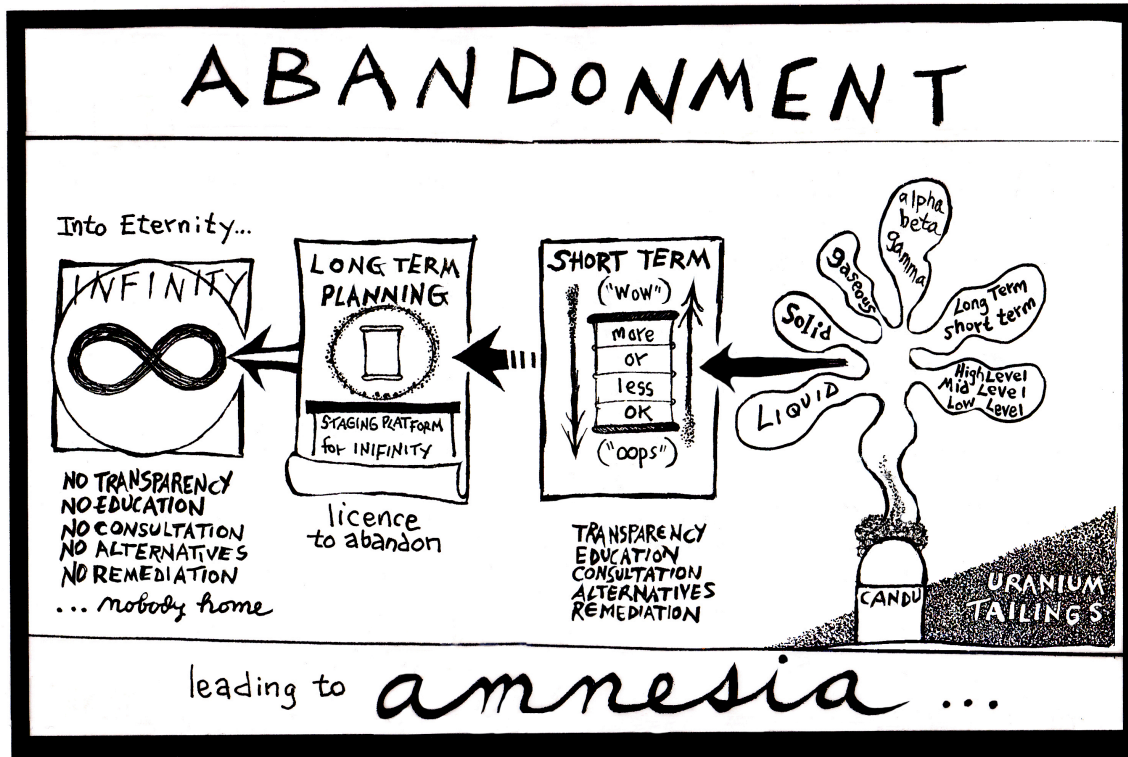 ABANDONMENT
Into Eternity...
INFINITY
NO TRANSPARENCY
NO EDUCATION
NO CONSULTATION
NO ALTERNATIVES
NO REMEDIATION
... nobody home
LONG TERM
PLANNING
STAGING PLATFORM
for INIFINITY
licence
to abandon
SHORT TERM
("WOW")
more
or
less
OK
("oops")
TRANSPARENCY
EDUCATION
CONSULTATION
ALTERNATIVES
REMEDIATION
alpha
beta
gamma
gaseous
Solid
LIQUID
Long Term
short term
High Level
Mid Level
Low Level
CANDU
URANIUM
TAILINGS
leading to amnesia ...